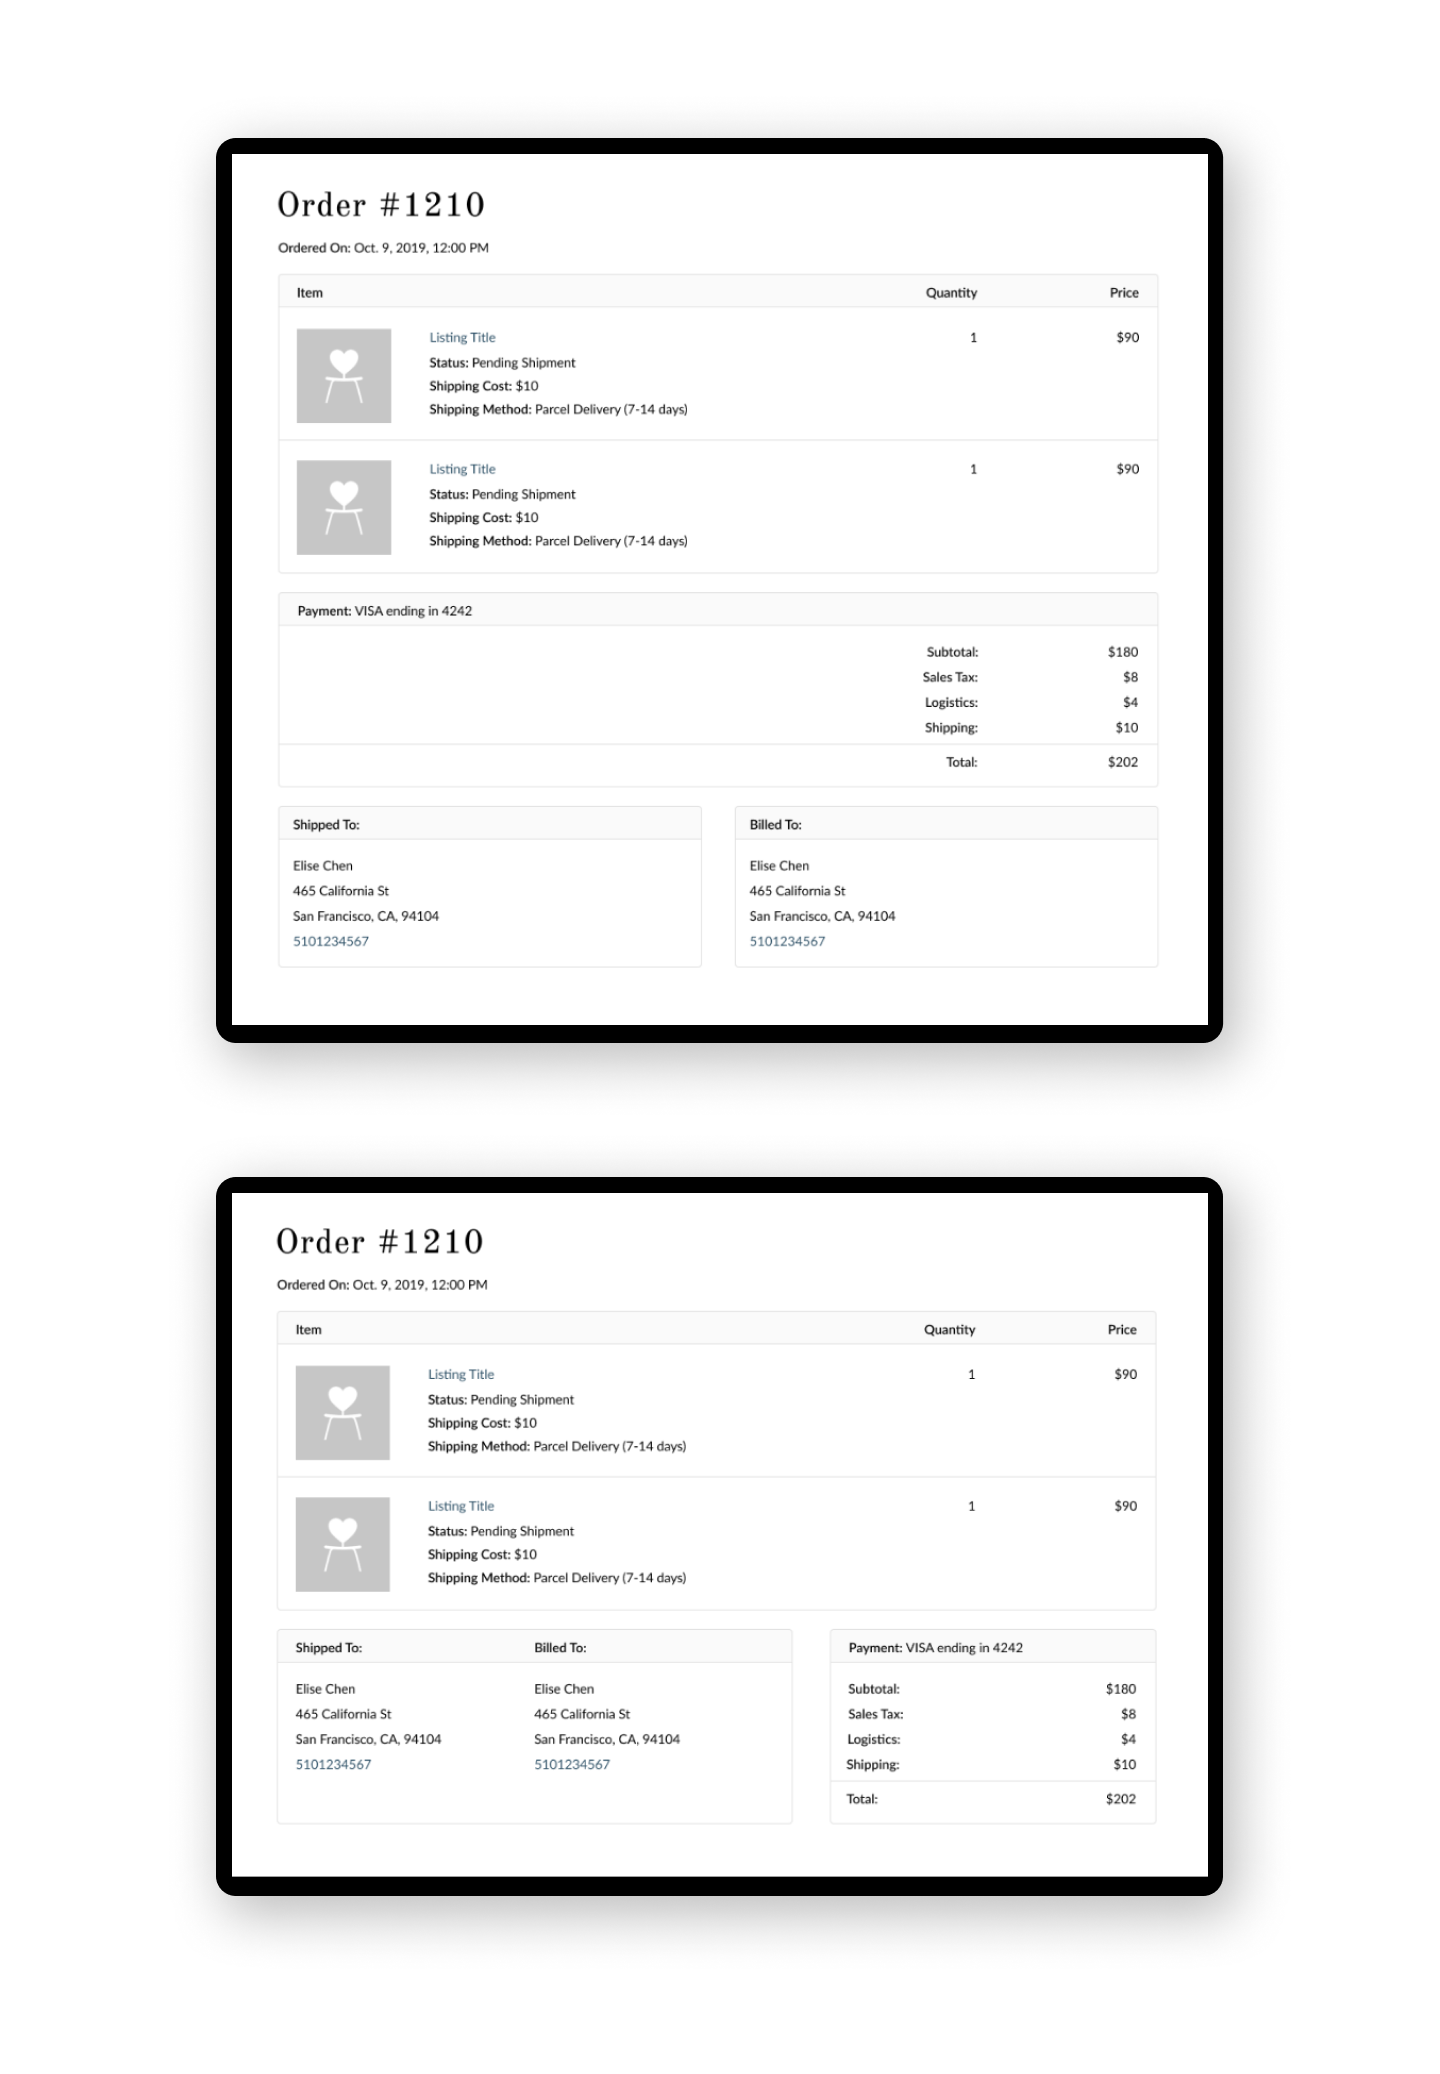 Order #1210
Ordered On: Oct. 9, 2019, 12:00 PM
Item Quantity Price
Listing Title 1 $90
Status: Pending Shipment
Shipping Cost: $10
Shipping Method: Parcel Delivery (7-14 days)
Listing Title 1 $90
Status: Pending Shipment
Shipping Cost: $10
Shipping Method: Parcel Delivery (7-14 days)
Payment: VISA ending in 4242
Subtotal: $180
Sales Tax: $8
Logistics: $4
Shipping: $10
Total: $202
Shipped To:
Elise Chen
465 California St
San Francisco, CA, 94104
5101234567
Billed To:
Elise Chen
465 California St
San Francisco, CA, 94104
5101234567
Order #1210
Ordered On: Oct. 9, 2019, 12:00 PM
Item Quantity Price
Listing Title 1 $90
Status: Pending Shipment
Shipping Cost: $10
Shipping Method: Parcel Delivery (7-14 days)
Listing Title 1 $90
Status: Pending Shipment
Shipping Cost: $10
Shipping Method: Parcel Delivery (7-14 days)
Shipped To:
Elise Chen
465 California St
San Francisco, CA, 94104
5101234567
Billed To:
Elise Chen
465 California St
San Francisco, CA, 94104
5101234567
Payment: VISA ending in 4242
Subtotal: $180
Sales Tax: $8
Logistics: $4
Shipping: $10
Total: $202